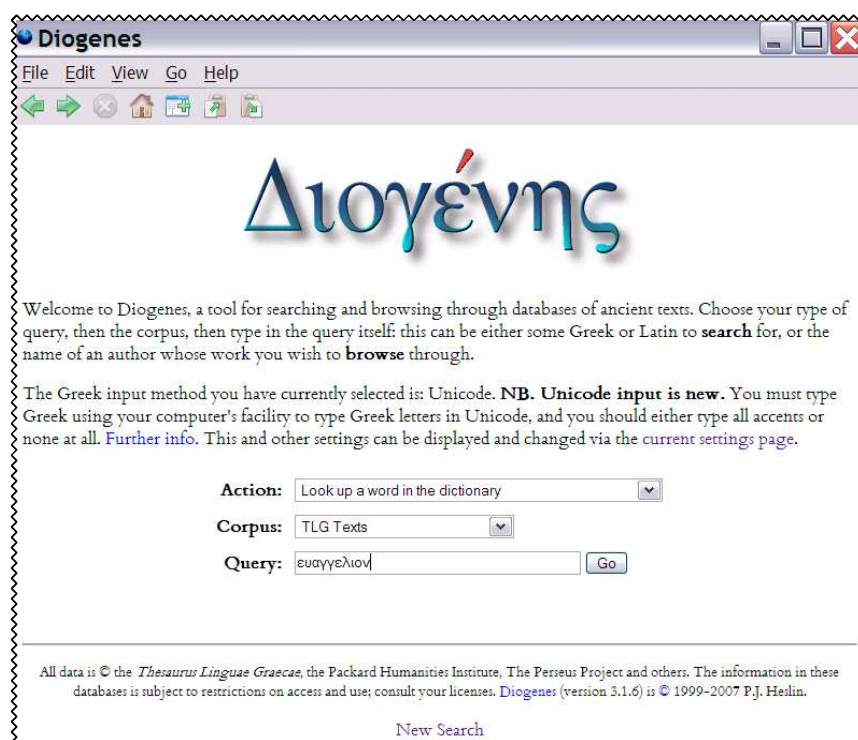 Diogenes
File Edit View Go Help
Διογένης
Welcome to Diogenes, a tool for searching and browsing through databases of ancient texts. Choose your type of
query, then the corpus, then type in the query itself: this can be either some Greek or Latin to search for, or the
name of an author whose work you wish to browse through.
The Greek input method you have currently selected is: Unicode. NB. Unicode input is new. You must type
Greek using your computer's facility to type Greek letters in Unicode, and you should either type all accents or
none at all. Further info. This and other settings can be displayed and changed via the current settings page.
Action: Look up a word in the dictionary
Corpus: TLG Texts
Query: ευαγγελιον Go
All data is © the Thesaurus Linguae Graecae, the Packard Humanities Institute, The Perseus Project and others. The information in these
databases is subject to restrictions on access and use; consult your licenses. Diogenes (version 3.1.6) is © 1999-2007 P.J. Heslin.
New Search